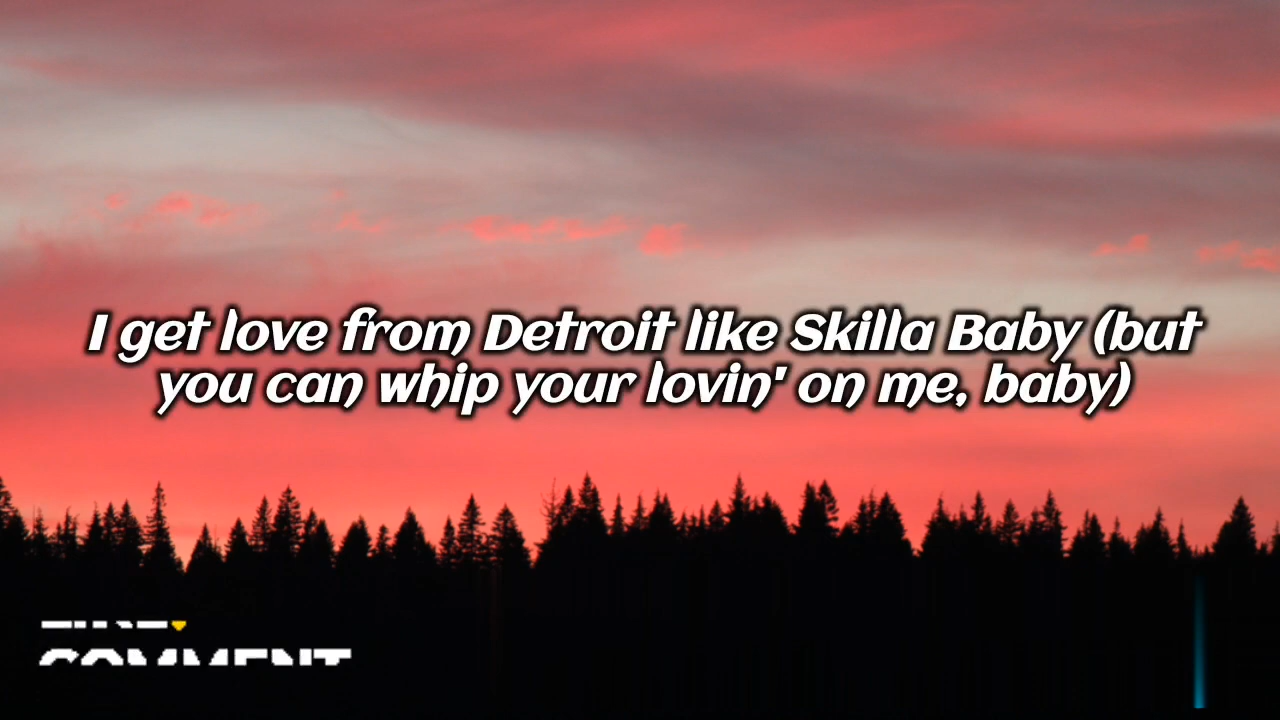 I get love from Detroit like Skilla Baby (but
you can whip your lovin' on me, baby)
COMMENT